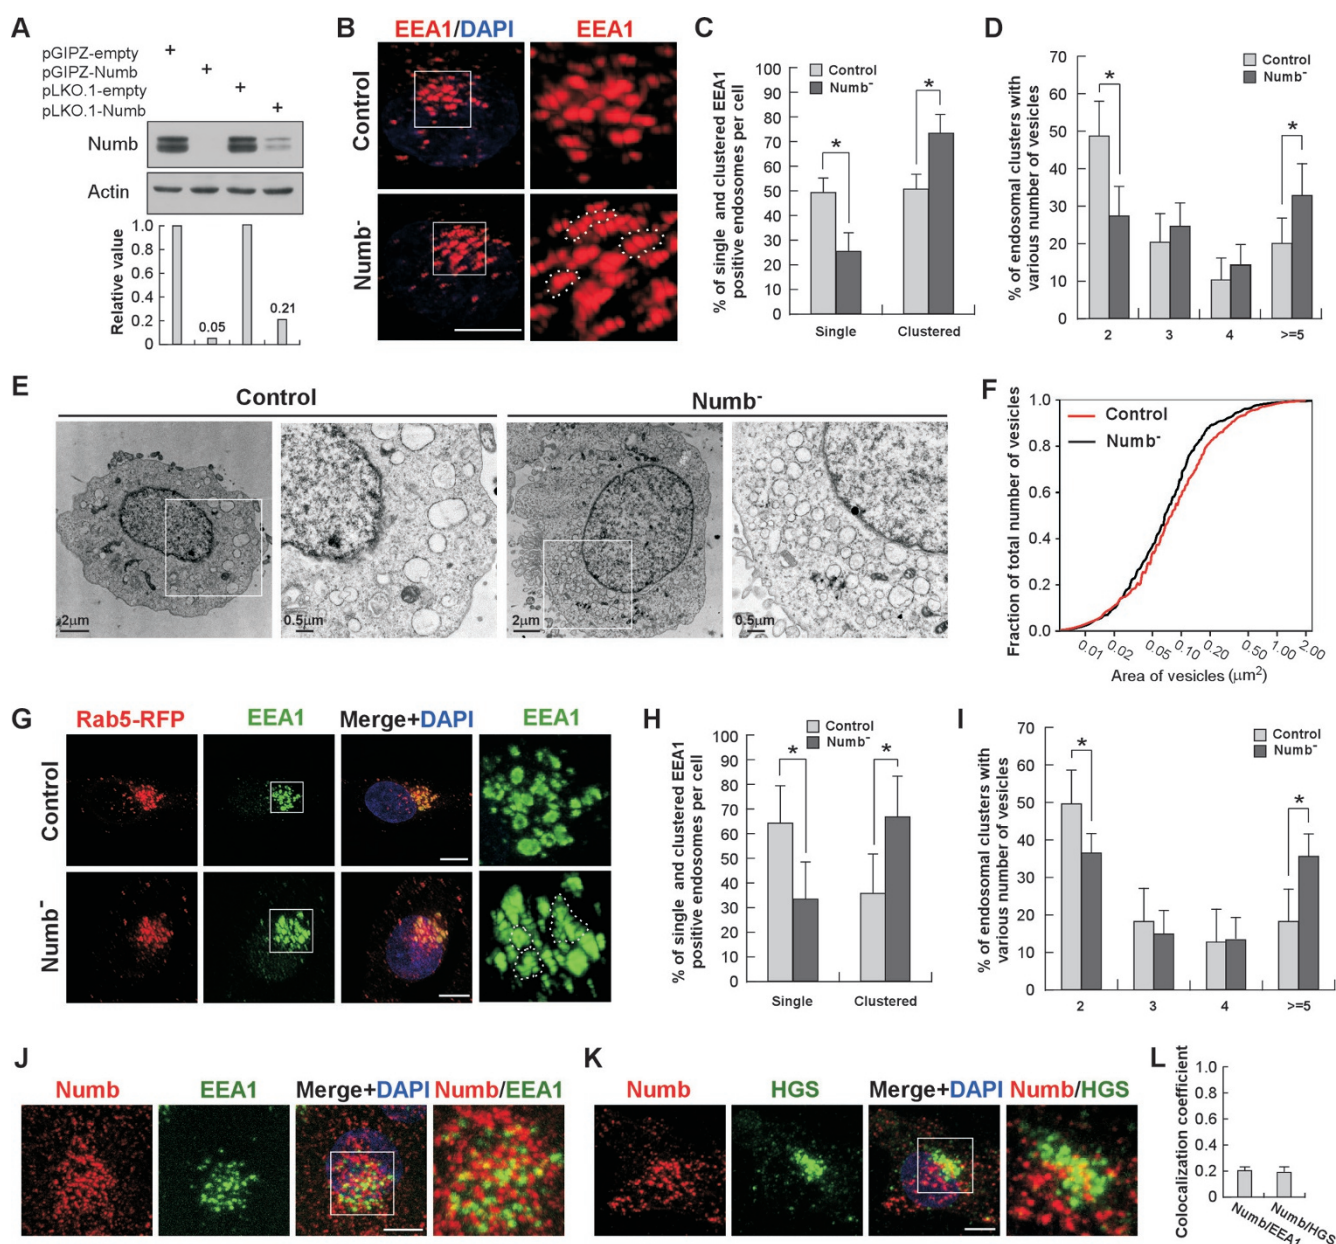 A
pGIPZ-empty +
pGIPZ-Numb +
pLKO.1-empty +
pLKO.1-Numb +
Numb
Actin
Relative value
1.0
0.8
0.6
0.4
0.2
0
0.05
0.21
B
EEA1/DAPI
EEA1
Control
Numb⁻
C
Control
Numb⁻
% of single and clustered EEA1
positive endosomes per cell
100
90
80
70
60
50
40
30
20
10
0
*
*
Single
Clustered
D
Control
Numb⁻
% of endosomal clusters with
various number of vesicles
70
60
50
40
30
20
10
0
*
*
2
3
4
>=5
E
Control
Numb⁻
2μm
0.5μm
2μm
0.5μm
F
Control
Numb⁻
Fraction of total number of vesicles
1.0
0.8
0.6
0.4
0.2
0.0
0.01
0.02
0.05
0.10
0.20
0.50
1.00
2.00
Area of vesicles (μm²)
G
Rab5-RFP
EEA1
Merge+DAPI
EEA1
Control
Numb⁻
H
Control
Numb⁻
% of single and clustered EEA1
positive endosomes per cell
100
90
80
70
60
50
40
30
20
10
0
*
*
Single
Clustered
I
Control
Numb⁻
% of endosomal clusters with
various number of vesicles
70
60
50
40
30
20
10
0
*
*
2
3
4
>=5
J
Numb
EEA1
Merge+DAPI
Numb/EEA1
K
Numb
HGS
Merge+DAPI
Numb/HGS
L
Colocalization coefficient
1.0
0.8
0.6
0.4
0.2
0
Numb/EEA1
Numb/HGS